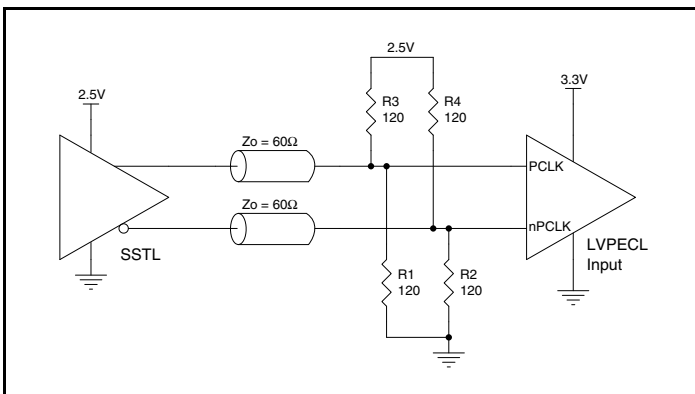 2.5V
2.5V
3.3V
R3
120
R4
120
Zo = 60Ω
PCLK
Zo = 60Ω
nPCLK
SSTL
LVPECL
Input
R1
120
R2
120